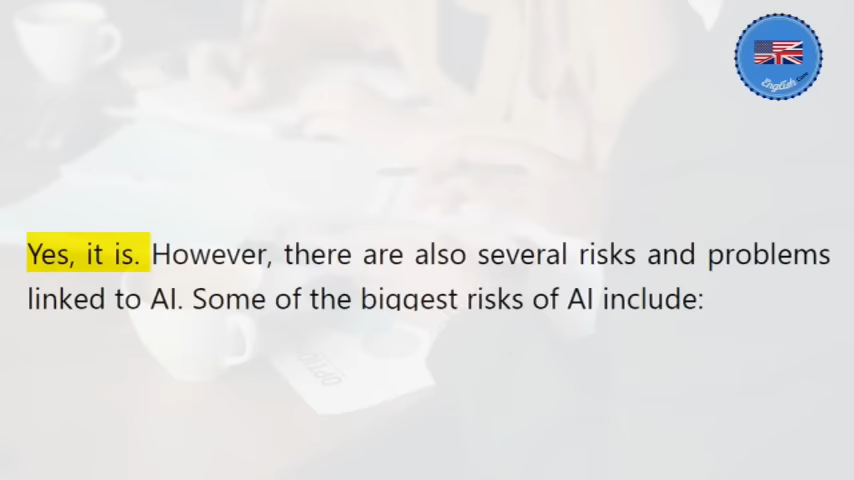 Yes, it is. However, there are also several risks and problems
linked to AI. Some of the biggest risks of AI include:
English